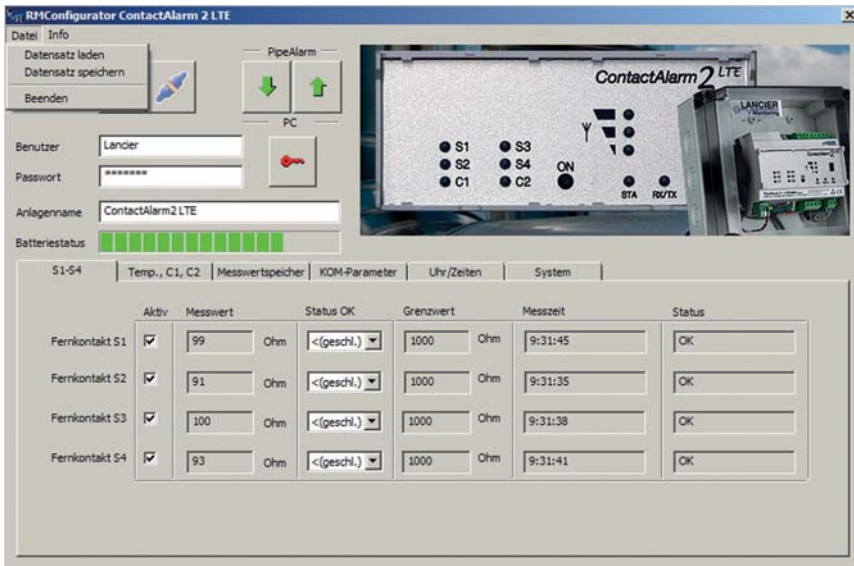 RMConfigurator ContactAlarm 2 LTE
Datei Info
Datensatz laden
Datensatz speichern
Beenden
PipeAlarm
PC
Benutzer Lancier
Passwort *******
Anlagenname ContactAlarm2 LTE
Batteriestatus
ContactAlarm 2 LTE
S1 S3
S2 S4
C1 C2
ON
STA RX/TX
LANCIER
Monitoring
S1-S4 Temp., C1, C2 Messwertspeicher KOM-Parameter Uhr/Zeiten System
Aktiv Messwert Status OK Grenzwert Messzeit Status
Fernkontakt S1 99 Ohm <(geschl.) 1000 Ohm 9:31:45 OK
Fernkontakt S2 91 Ohm <(geschl.) 1000 Ohm 9:31:35 OK
Fernkontakt S3 100 Ohm <(geschl.) 1000 Ohm 9:31:38 OK
Fernkontakt S4 93 Ohm <(geschl.) 1000 Ohm 9:31:41 OK